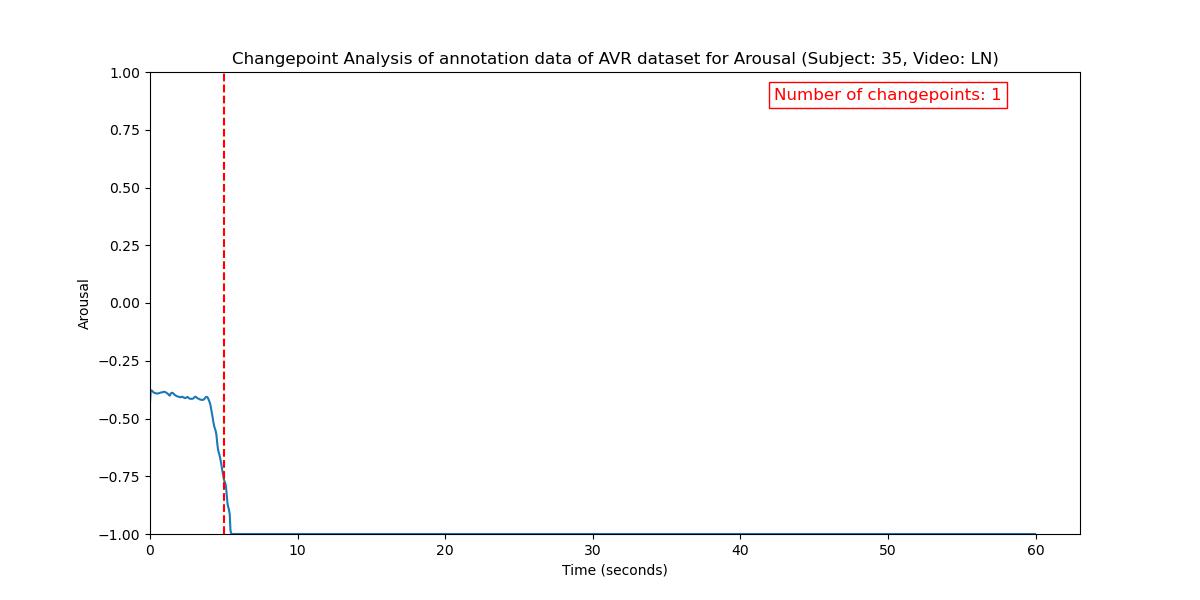 Changepoint Analysis of annotation data of AVR dataset for Arousal (Subject: 35, Video: LN)
Number of changepoints: 1
1.00
0.75
0.50
0.25
0.00
−0.25
−0.50
−0.75
−1.00
Arousal
0 10 20 30 40 50 60
Time (seconds)